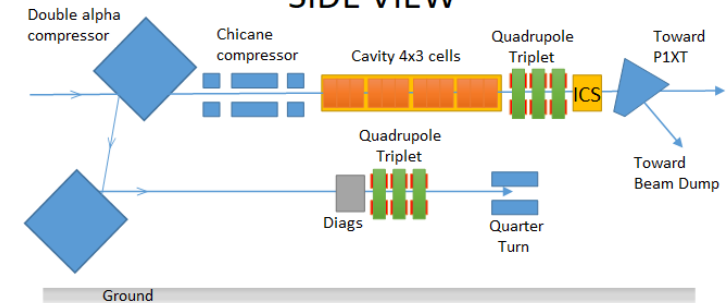 SIDE VIEW
Double alpha
compressor
Chicane
compressor
Cavity 4x3 cells
Quadrupole
Triplet
ICS
Toward
P1XT
Toward
Beam Dump
Quadrupole
Triplet
Diags
Quarter
Turn
Ground